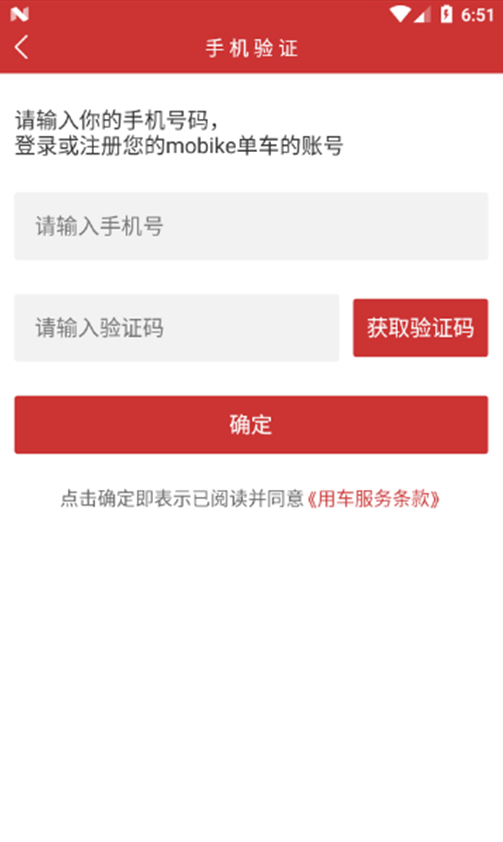 6:51
手机验证
请输入你的手机号码，
登录或注册您的mobike单车的账号
请输入手机号
请输入验证码
获取验证码
确定
点击确定即表示已阅读并同意《用车服务条款》